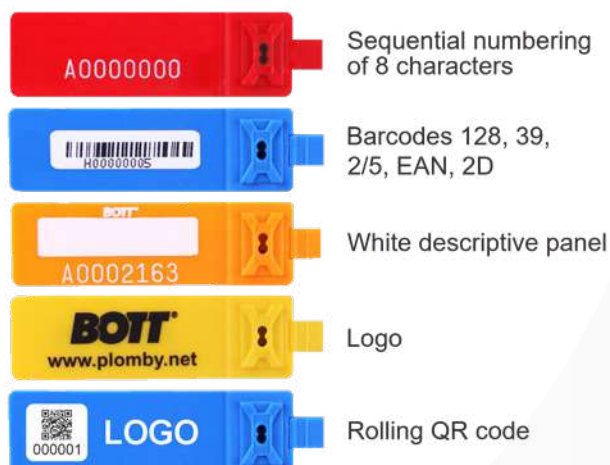 A0000000
Sequential numbering
of 8 characters
H00000005
Barcodes 128, 39,
2/5, EAN, 2D
BOTT
A0002163
White descriptive panel
BOTT
www.plomby.net
Logo
000001
LOGO
Rolling QR code